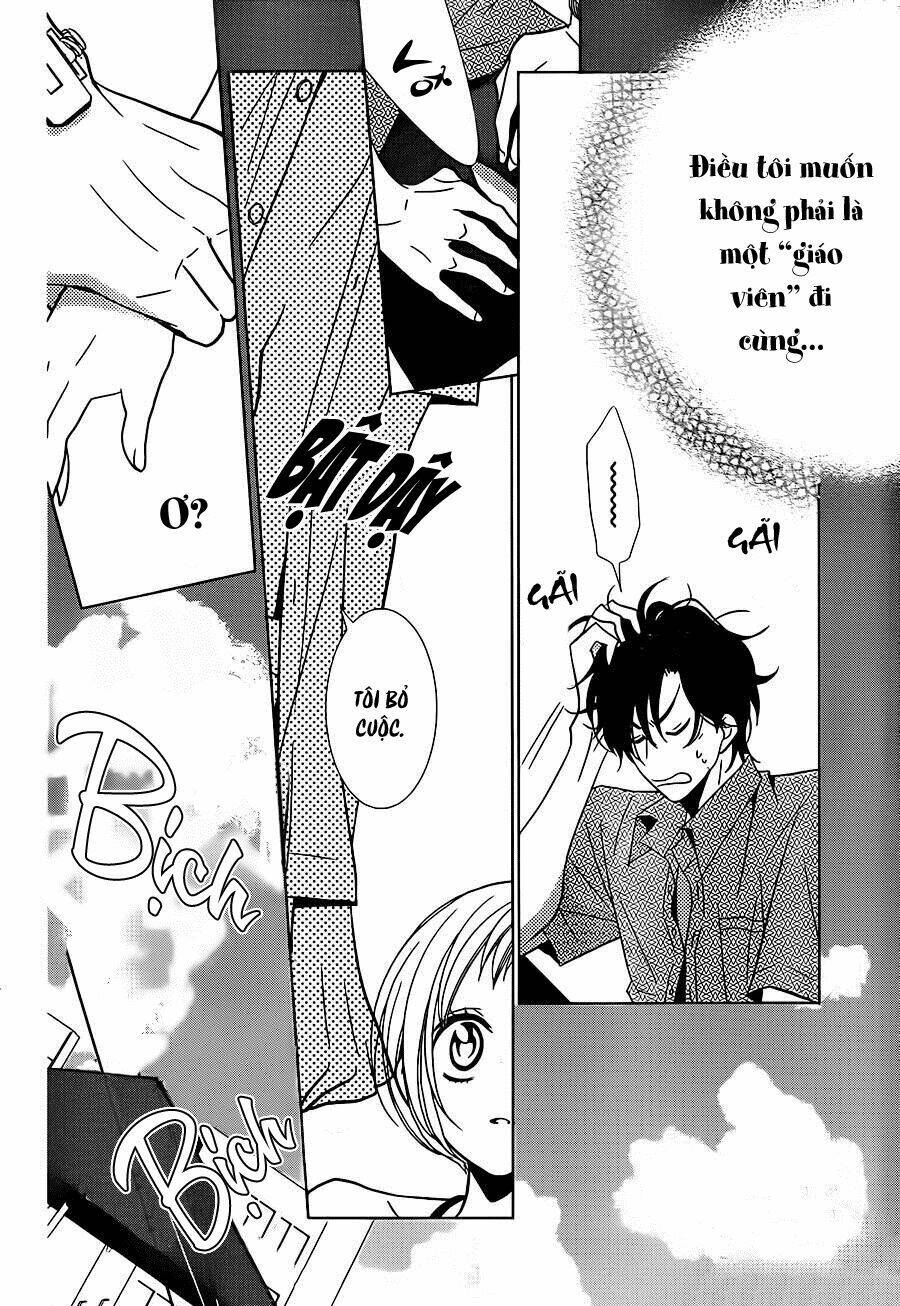 Điều tôi muốn
không phải là
một “giáo
viên” đi
cùng...
GÃI
GÃI
VỌT
BẬT DẬY
TÔI BỎ
CUỘC.
Ơ?
Bịch
Bịch